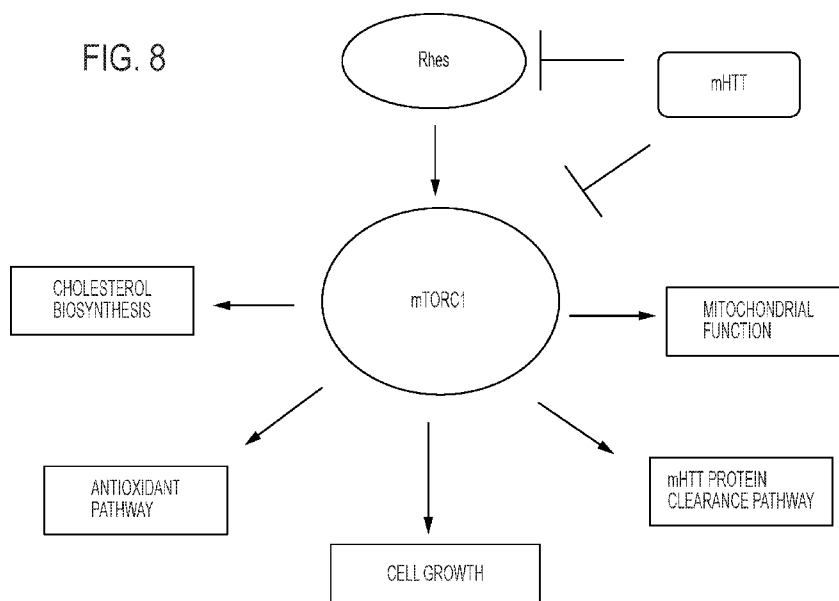 FIG. 8
Rhes
mHTT
mTORC1
CHOLESTEROL
BIOSYNTHESIS
MITOCHONDRIAL
FUNCTION
ANTIOXIDANT
PATHWAY
mHTT PROTEIN
CLEARANCE PATHWAY
CELL GROWTH